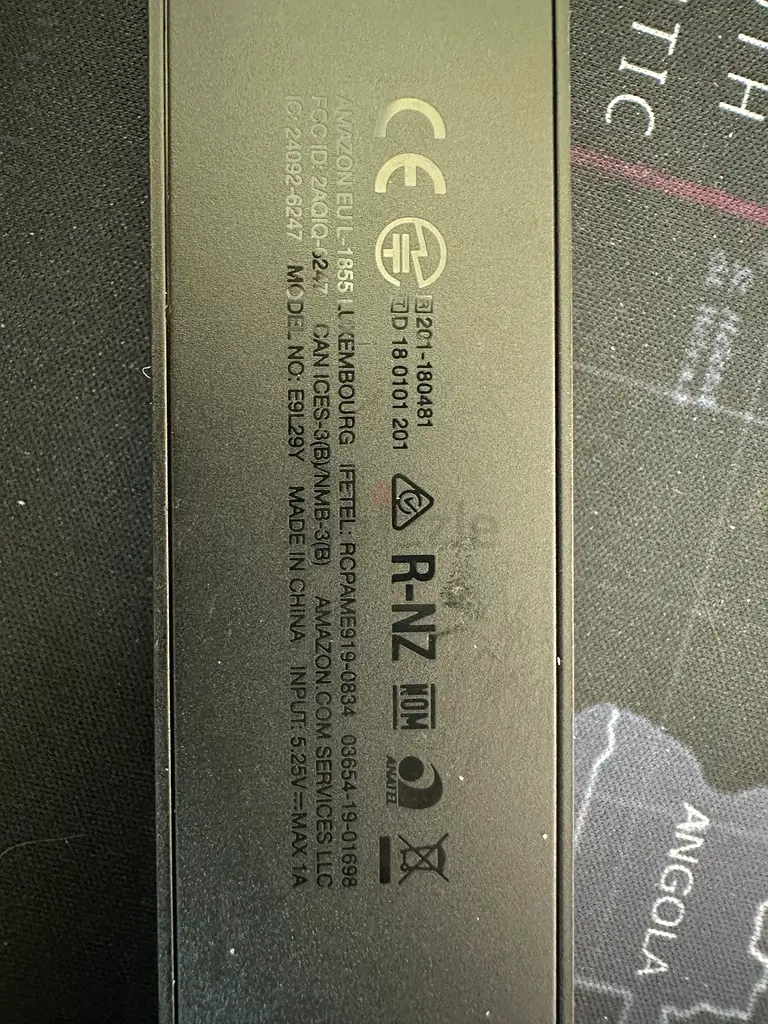 CE
R 201-180481
T D 18 0101 201
R-NZ
NOM
ANATEL
AMAZON EU L-1855 LUXEMBOURG IFETEL: RCPAME919-0834 03654-19-01698
FCC ID: 2AQIQ-6247 CAN ICES-3(B)/NMB-3(B) AMAZON.COM SERVICES LLC
IC: 24092-6247 MODEL NO: E9L29Y MADE IN CHINA INPUT: 5.25V⎓MAX 1A
TIC
ANGOLA